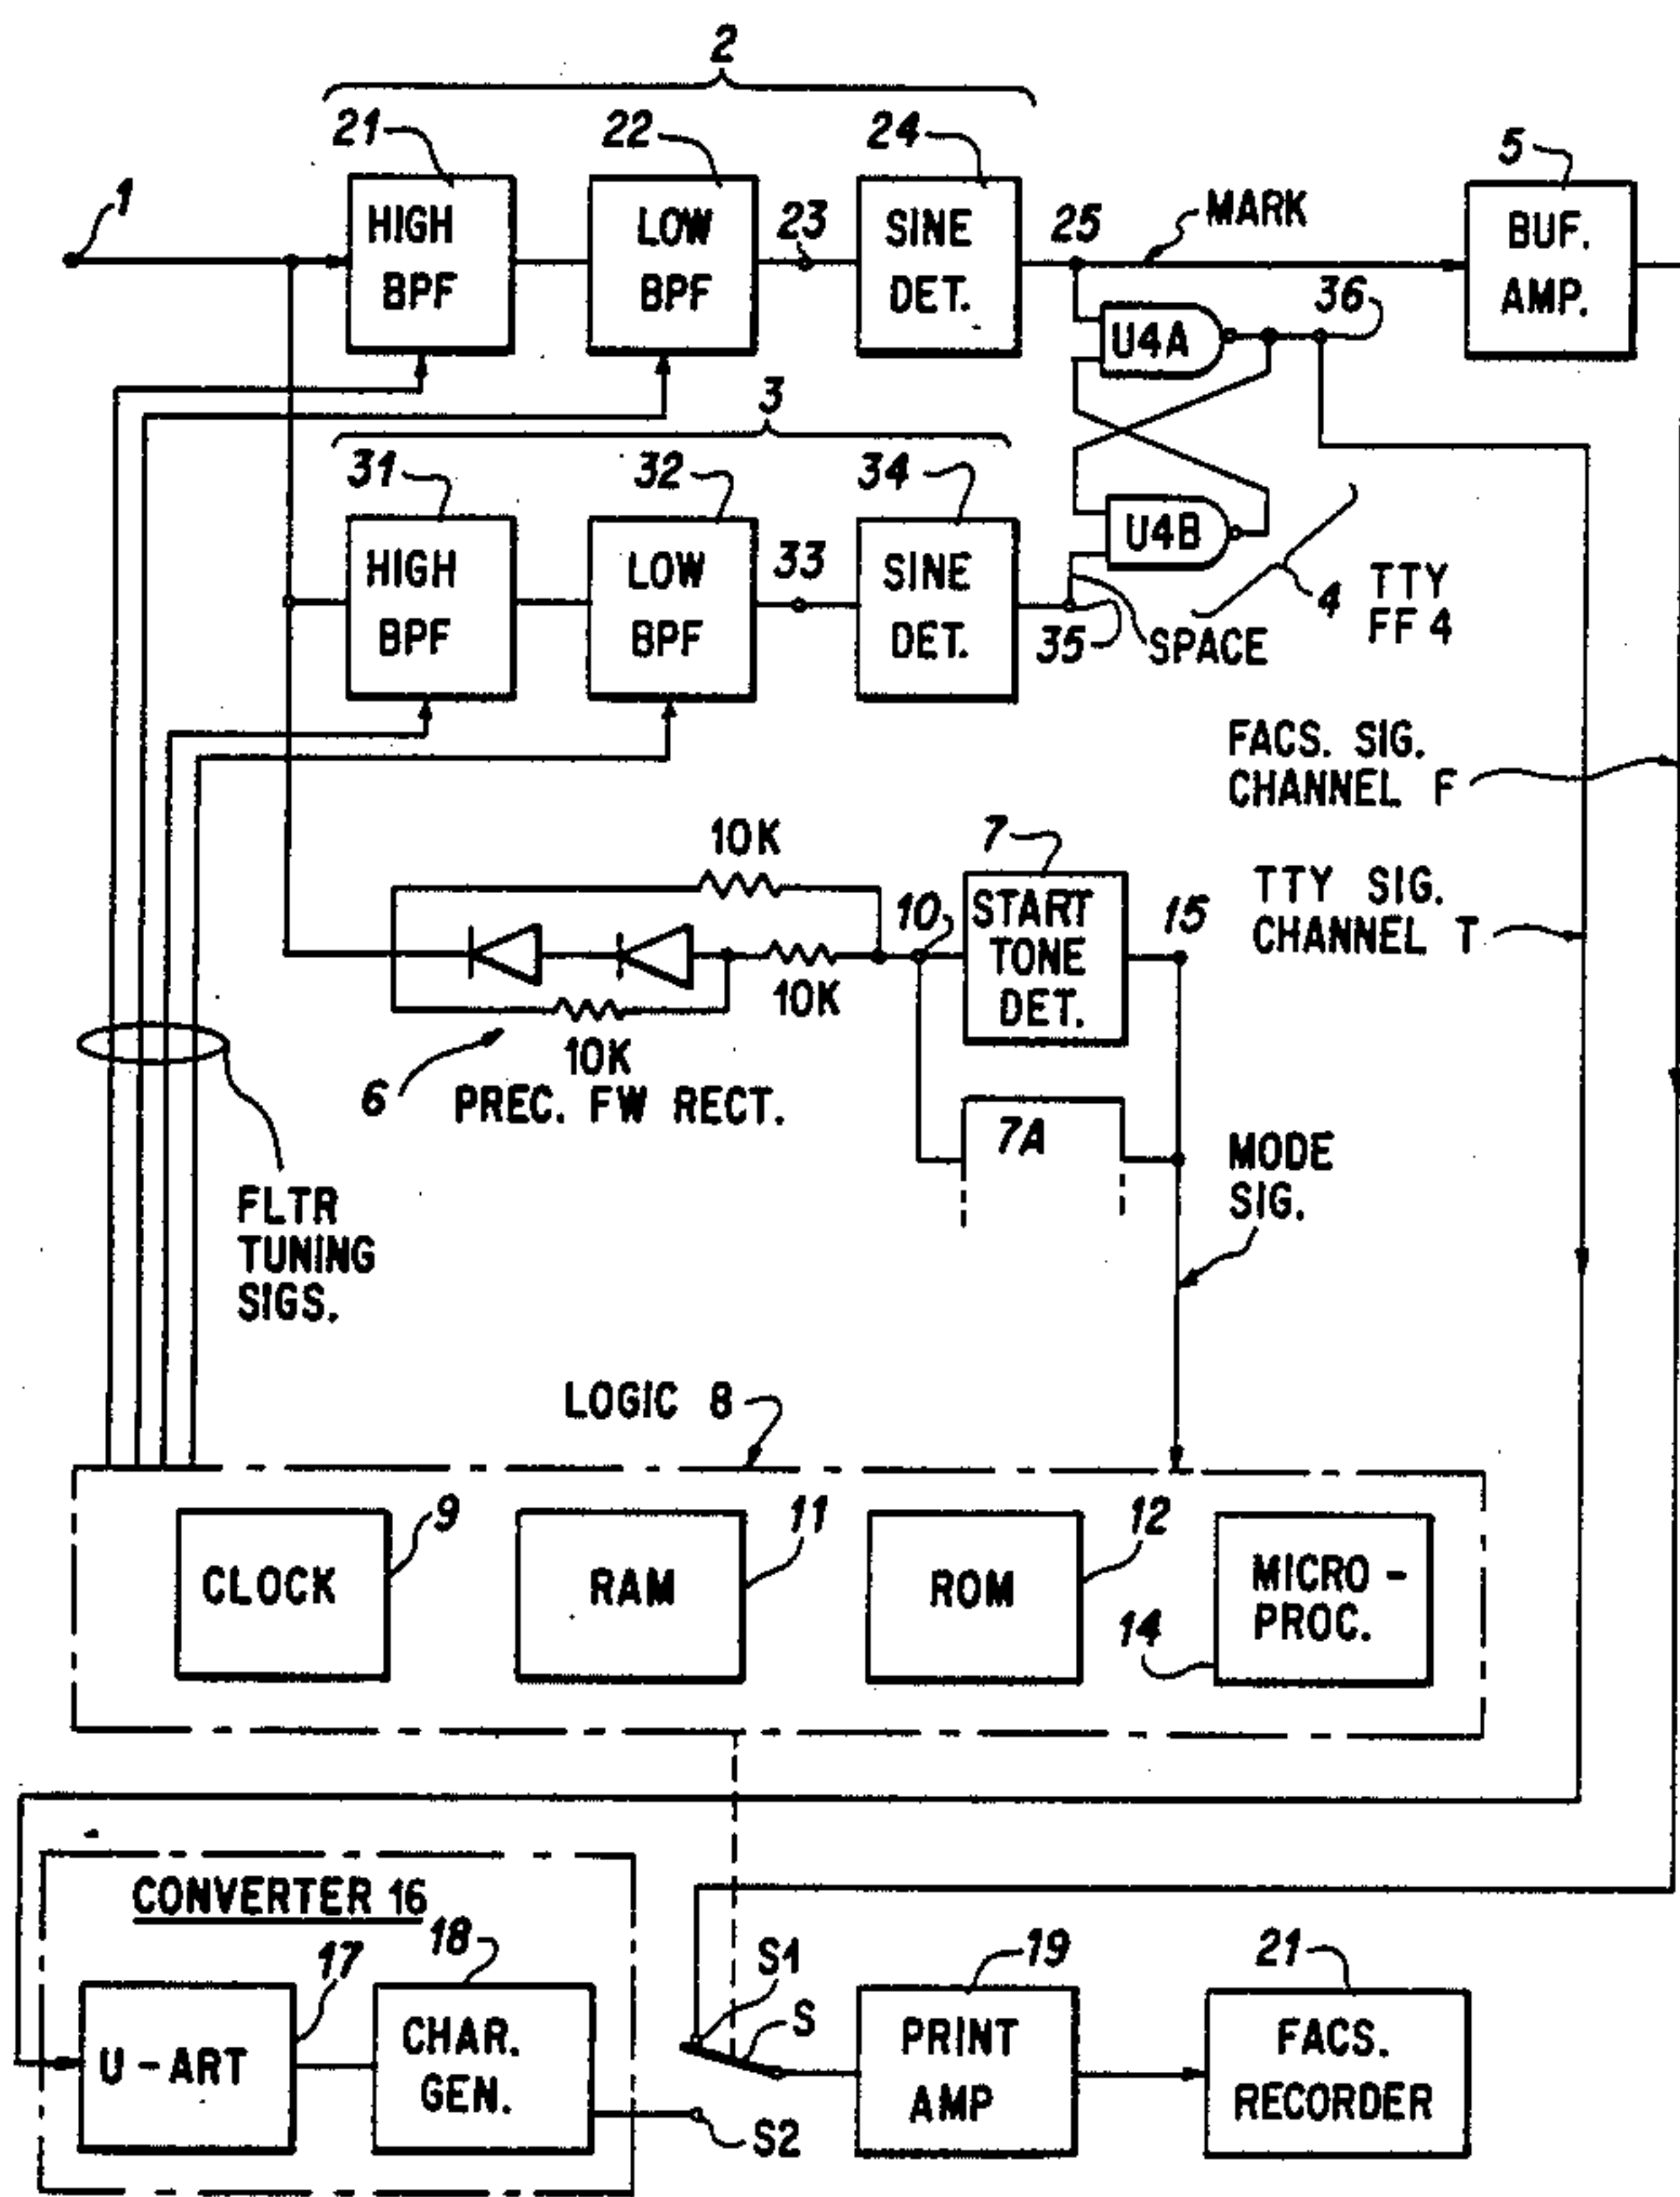 2
21
22
24
5
1
HIGH
BPF
LOW
BPF
23
SINE
DET.
25
MARK
BUF.
AMP.
36
U4A
3
31
32
34
HIGH
BPF
LOW
BPF
33
SINE
DET.
U4B
35
SPACE
4
TTY
FF 4
FACS. SIG.
CHANNEL F
10K
7
10
START
TONE
DET.
15
TTY SIG.
CHANNEL T
10K
10K
6
PREC. FW RECT.
7A
MODE
SIG.
FLTR
TUNING
SIGS.
LOGIC 8
9
11
12
CLOCK
RAM
ROM
MICRO -
PROC.
14
CONVERTER 16
17
18
S1
S
19
21
U - ART
CHAR.
GEN.
PRINT
AMP
FACS.
RECORDER
S2